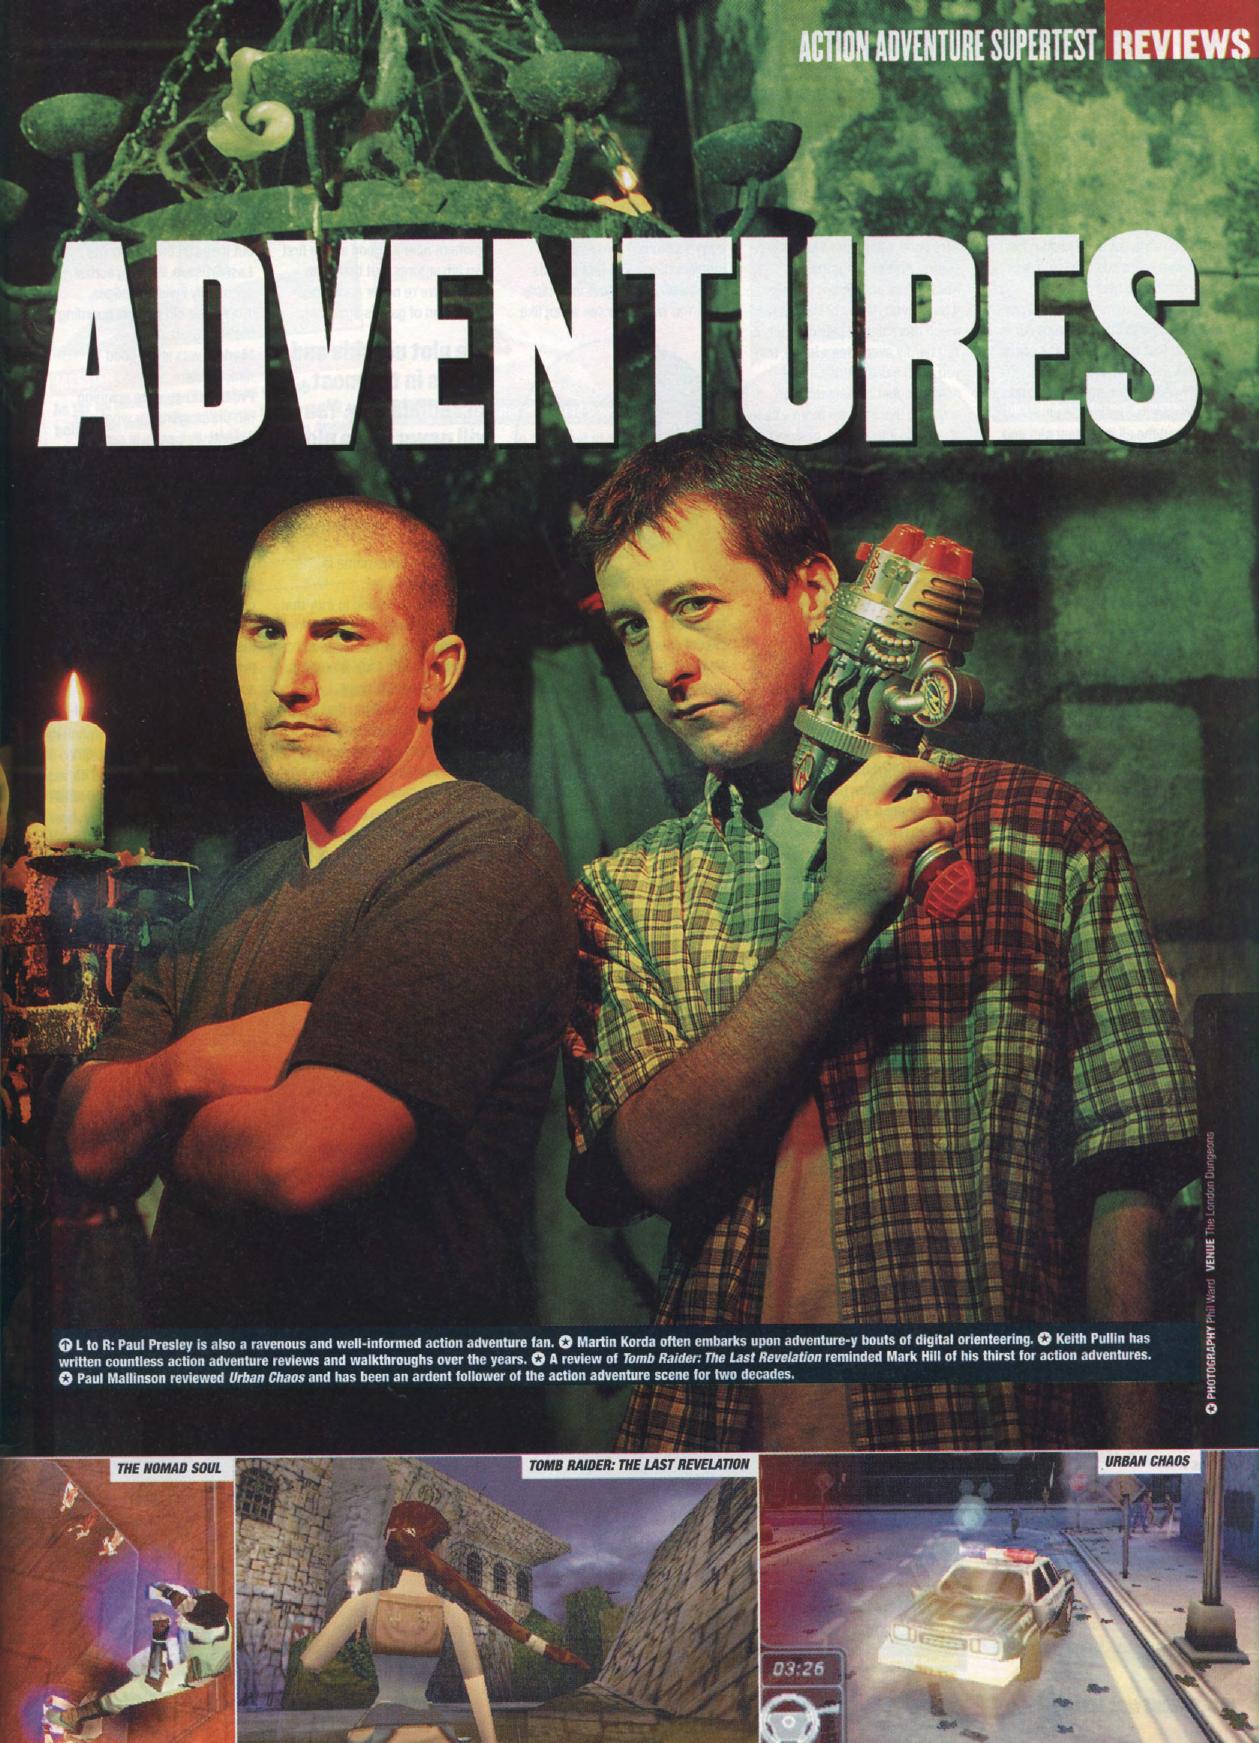 ACTION ADVENTURE SUPERTEST REVIEWS
ADVENTURES
NERF
L to R: Paul Presley is also a ravenous and well-informed action adventure fan. ✪ Martin Korda often embarks upon adventure-y bouts of digital orienteering. ✪ Keith Pullin has
written countless action adventure reviews and walkthroughs over the years. ✪ A review of Tomb Raider: The Last Revelation reminded Mark Hill of his thirst for action adventures.
✪ Paul Mallinson reviewed Urban Chaos and has been an ardent follower of the action adventure scene for two decades.
✪ PHOTOGRAPHY Phil Ward VENUE The London Dungeons
THE NOMAD SOUL
TOMB RAIDER: THE LAST REVELATION
URBAN CHAOS
03:26